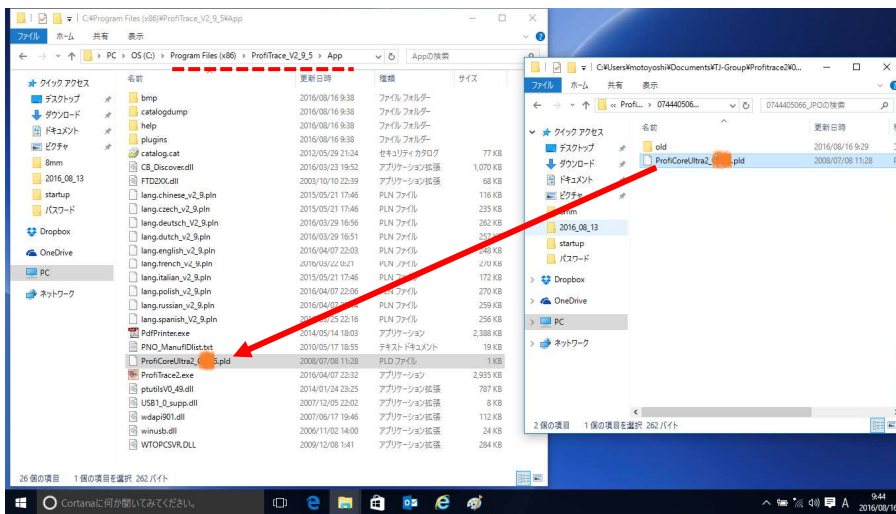 C:¥Program Files (x86)¥ProfiTrace_V2_9_5¥App
ファイル ホーム 共有 表示
PC › OS (C:) › Program Files (x86) › ProfiTrace_V2_9_5 › App
Appの検索
名前 更新日時 種類 サイズ
クイック アクセス
デスクトップ
ダウンロード
ドキュメント
ピクチャ
8mm
2016_08_13
startup
パスワード
Dropbox
OneDrive
PC
ネットワーク
bmp 2016/08/16 9:38 ファイル フォルダー
catalogdump 2016/08/16 9:38 ファイル フォルダー
help 2016/08/16 9:38 ファイル フォルダー
plugins 2016/08/16 9:38 ファイル フォルダー
catalog.cat 2012/05/29 21:24 セキュリティ カタログ 77 KB
CB_Discover.dll 2016/03/23 19:52 アプリケーション拡張 1,070 KB
FTD2XX.dll 2003/10/10 22:39 アプリケーション拡張 68 KB
lang.chinese_v2_9.pln 2015/05/21 17:46 PLN ファイル 116 KB
lang.czech_v2_9.pln 2015/05/21 17:46 PLN ファイル 235 KB
lang.deutsch_V2_9.pln 2016/03/29 16:56 PLN ファイル 262 KB
lang.dutch_v2_9.pln 2016/03/29 16:51 PLN ファイル 257 KB
lang.english_v2_9.pln 2016/04/07 22:03 PLN ファイル 248 KB
lang.french_v2_9.pln 2016/03/22 0:21 PLN ファイル 270 KB
lang.italian_v2_9.pln 2015/05/21 17:46 PLN ファイル 172 KB
lang.polish_v2_9.pln 2016/04/07 22:06 PLN ファイル 270 KB
lang.russian_v2_9.pln 2016/04/07 PLN ファイル 259 KB
lang.spanish_V2_9.pln 22:16 PLN ファイル 256 KB
PdfPrinter.exe 2014/05/14 18:03 アプリケーション 2,388 KB
PNO_ManufIDlist.txt 2010/05/17 18:55 テキスト ドキュメント 19 KB
ProfiCoreUltra2_ .pld 2008/07/08 11:28 PLD ファイル 1 KB
ProfiTrace2.exe 2016/04/07 22:32 アプリケーション 2,935 KB
ptutilsV0_49.dll 2014/01/24 23:25 アプリケーション拡張 787 KB
USB1_0_supp.dll 2007/12/05 22:02 アプリケーション拡張 8 KB
wdapi901.dll 2007/06/17 19:46 アプリケーション拡張 112 KB
winusb.dll 2006/11/02 14:00 アプリケーション拡張 24 KB
WTOPCSVR.DLL 2009/12/08 1:41 アプリケーション拡張 284 KB
26 個の項目 1 個の項目を選択 262 バイト
C:¥Users¥motoyoshi¥Documents¥TJ-Group¥Profitrace2¥0...
ファイル ホーム 共有 表示
« Profi... › 074440506...
074440505066_JPOの検索
名前 更新日時
クイック アクセス
デスクトップ
ダウンロード
ドキュメント
ピクチャ
8mm
2016_08_13
startup
パスワード
Dropbox
OneDrive
PC
ネットワーク
old 2016/08/16 9:29
ProfiCoreUltra2_ .pld 2008/07/08 11:28
2 個の項目 1 個の項目を選択 262 バイト
Cortanaに何か聞いてみてください。
A
9:44
2016/08/16